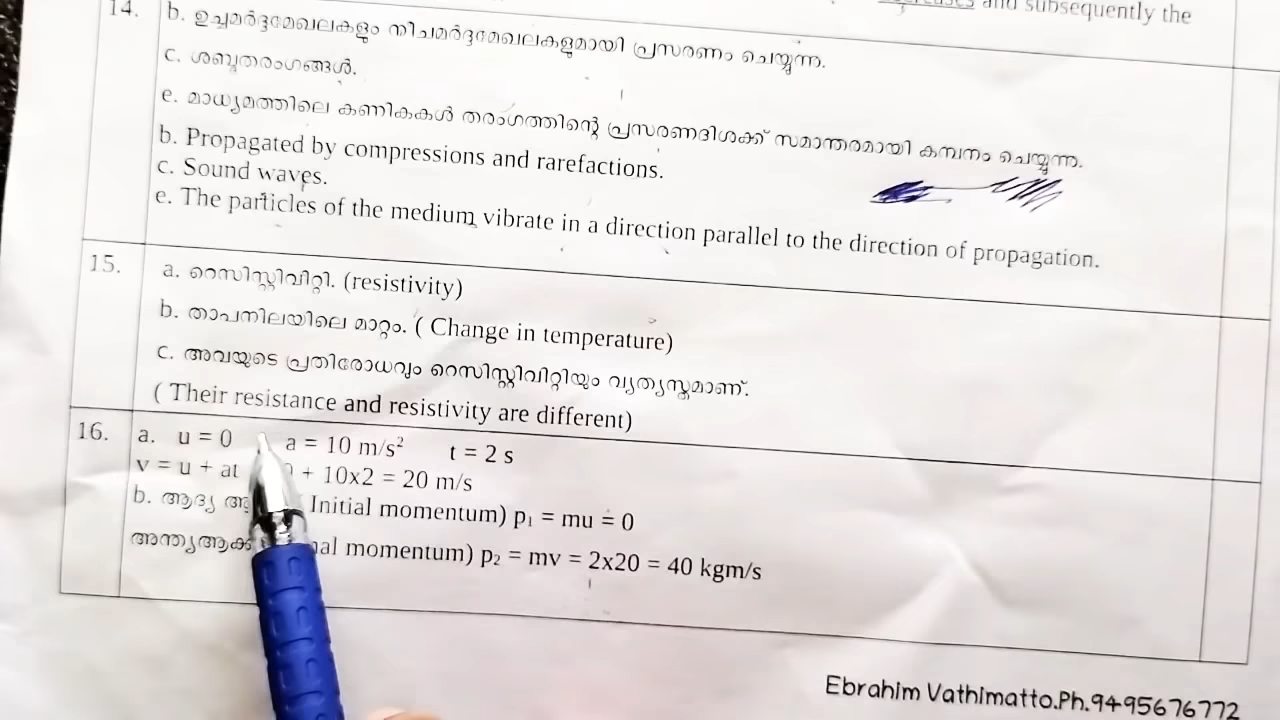 and subsequently the
14. b. ഉച്ചമർദ്ദമേഖലകളും നീചമർദ്ദമേഖലകളുമായി പ്രസരണം ചെയ്യുന്നു.
c. ശബ്ദതരംഗങ്ങൾ.
e. മാധ്യമത്തിലെ കണികകൾ തരംഗത്തിന്റെ പ്രസരണദിശക്ക് സമാന്തരമായി കമ്പനം ചെയ്യുന്നു.
b. Propagated by compressions and rarefactions.
c. Sound waves.
e. The particles of the medium vibrate in a direction parallel to the direction of propagation.
15. a. റെസിസ്റ്റിവിറ്റി. (resistivity)
b. താപനിലയിലെ മാറ്റം. ( Change in temperature)
c. അവയുടെ പ്രതിരോധവും റെസിസ്റ്റിവിറ്റിയും വ്യത്യസ്തമാണ്.
( Their resistance and resistivity are different)
16. a. u = 0 a = 10 m/s² t = 2 s
v = u + at + 10x2 = 20 m/s
b. ആദ്യ Initial momentum) p₁ = mu = 0
momentum) p₂ = mv = 2x20 = 40 kgm/s
Ebrahim Vathimatto.Ph.9495676772